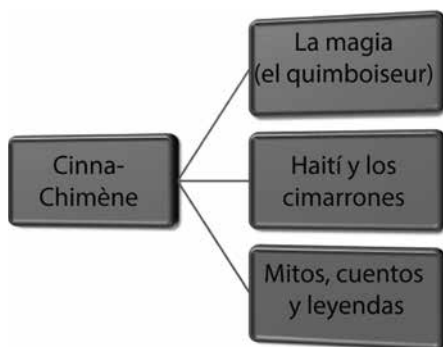 La magia
(el quimboiseur)
Cinna-
Chimène
Haití y los
cimarrones
Mitos, cuentos
y leyendas